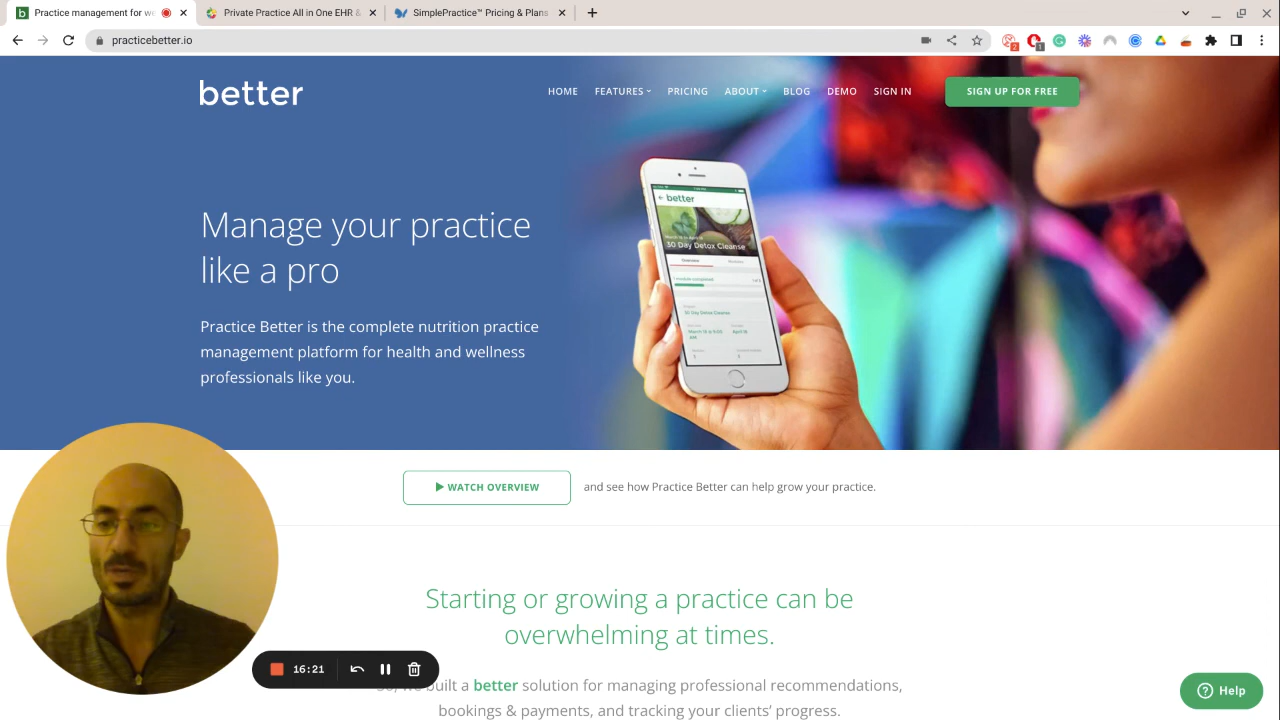 Practice management for we
Private Practice All in One EHR &
SimplePractice™ Pricing & Plans
practicebetter.io
2
1
better
HOME
FEATURES
PRICING
ABOUT
BLOG
DEMO
SIGN IN
SIGN UP FOR FREE
better
30 Day Detox Cleanse
Manage your practice
like a pro
Practice Better is the complete nutrition practice
management platform for health and wellness
professionals like you.
WATCH OVERVIEW
and see how Practice Better can help grow your practice.
Starting or growing a practice can be
overwhelming at times.
16:21
built a better solution for managing professional recommendations,
bookings & payments, and tracking your clients' progress.
Help